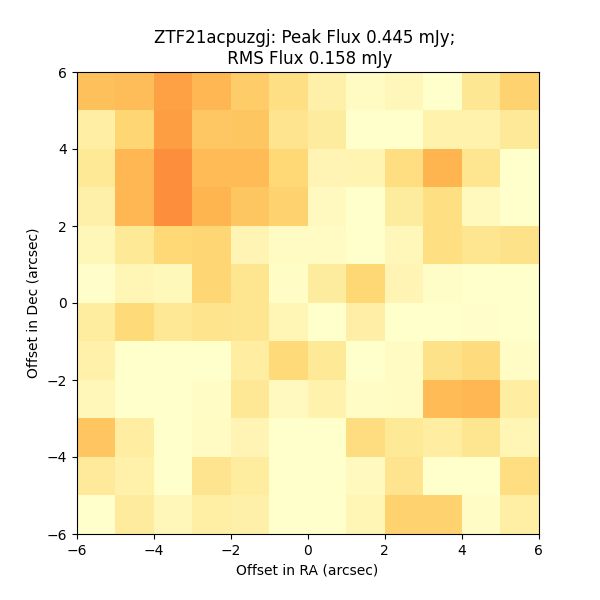 ZTF21acpuzgj: Peak Flux 0.445 mJy;
RMS Flux 0.158 mJy
6
4
2
0
−2
−4
−6
Offset in Dec (arcsec)
−6 −4 −2 0 2 4 6
Offset in RA (arcsec)